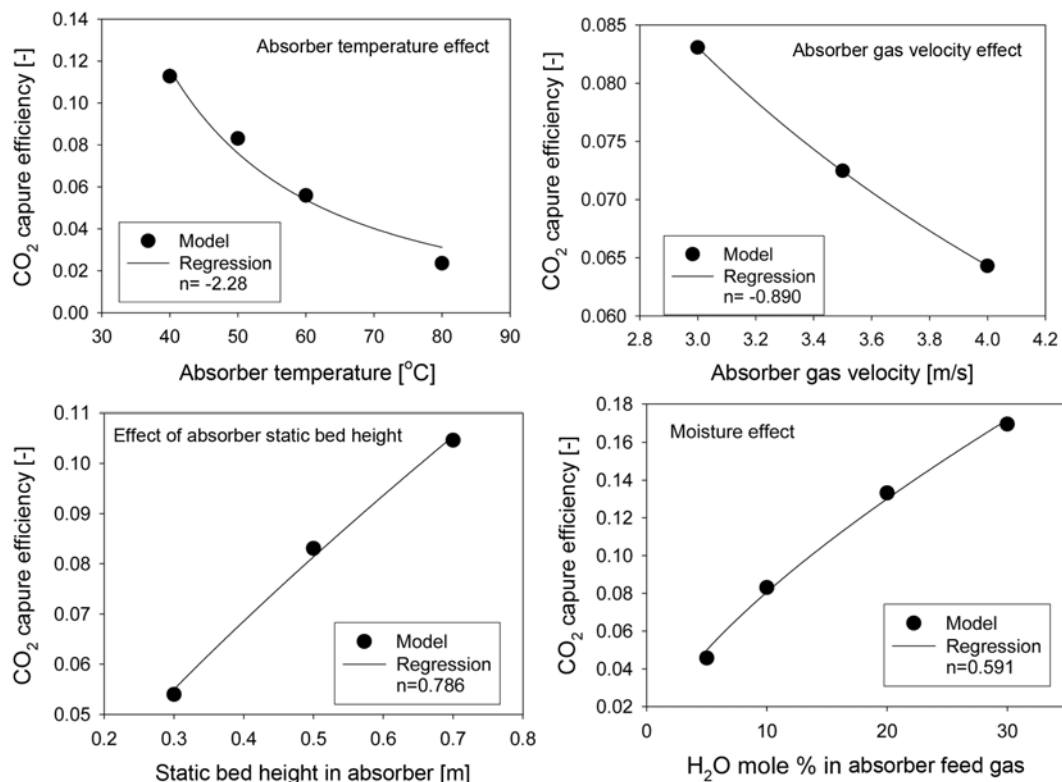 0.14
0.12
0.10
0.08
0.06
0.04
0.02
0.00
CO2 capure efficiency [-]
Absorber temperature effect
Model
Regression
n= -2.28
30 40 50 60 70 80 90
Absorber temperature [oC]
0.085
0.080
0.075
0.070
0.065
0.060
CO2 capure efficiency [-]
Absorber gas velocity effect
Model
Regression
n= -0.890
2.8 3.0 3.2 3.4 3.6 3.8 4.0 4.2
Absorber gas velocity [m/s]
0.11
0.10
0.09
0.08
0.07
0.06
0.05
CO2 capure efficiency [-]
Effect of absorber static bed height
Model
Regression
n=0.786
0.2 0.3 0.4 0.5 0.6 0.7 0.8
Static bed height in absorber [m]
0.18
0.16
0.14
0.12
0.10
0.08
0.06
0.04
0.02
CO2 capure efficiency [-]
Moisture effect
Model
Regression
n=0.591
0 10 20 30
H2O mole % in absorber feed gas